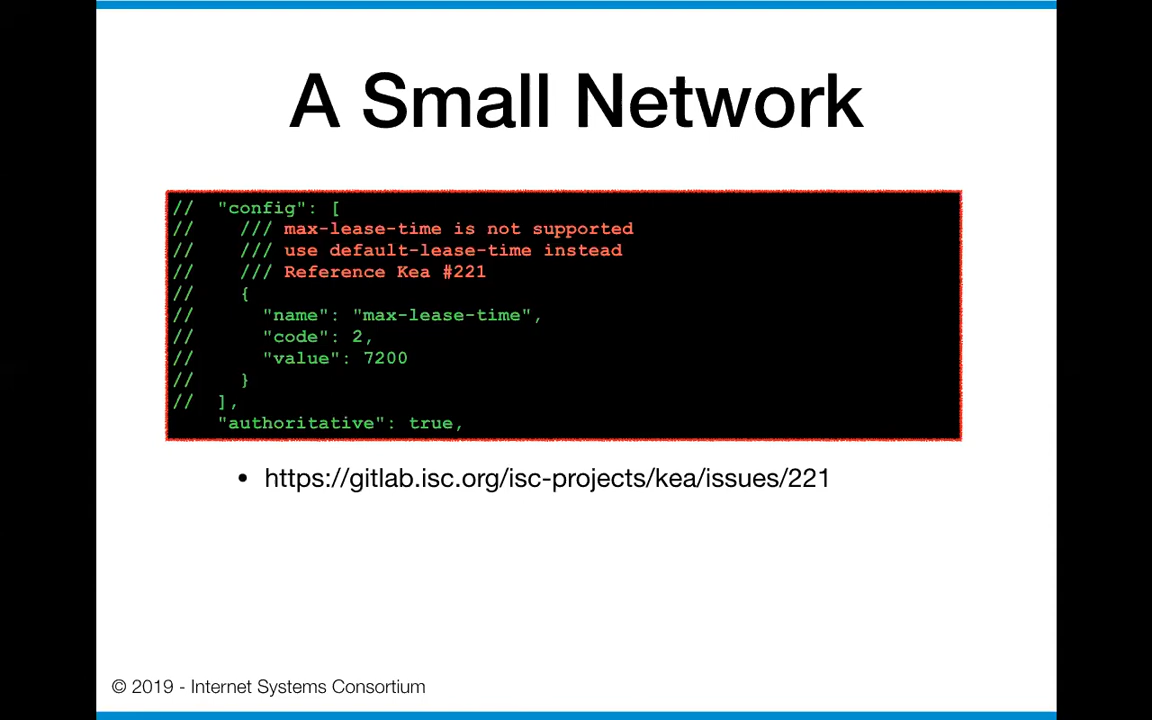 A Small Network
//  "config": [
//    /// max-lease-time is not supported
//    /// use default-lease-time instead
//    /// Reference Kea #221
//    {
//      "name": "max-lease-time",
//      "code": 2,
//      "value": 7200
//    }
//  ],
    "authoritative": true,
• https://gitlab.isc.org/isc-projects/kea/issues/221
© 2019 - Internet Systems Consortium